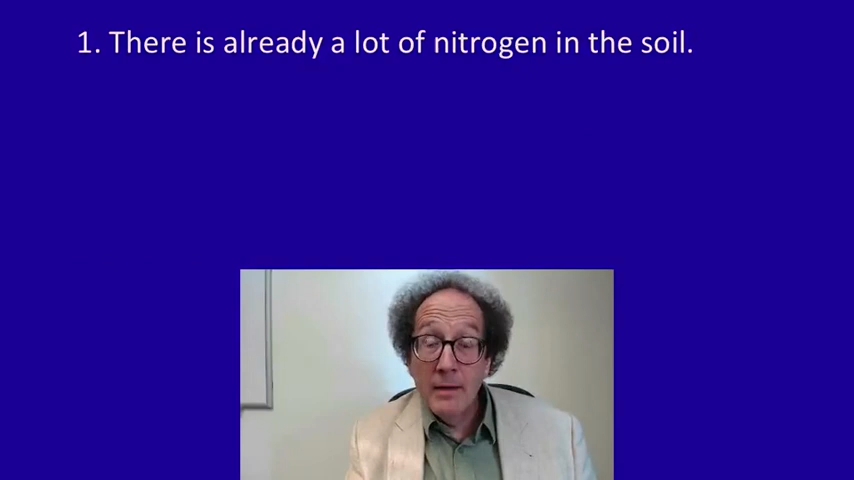 1. There is already a lot of nitrogen in the soil.